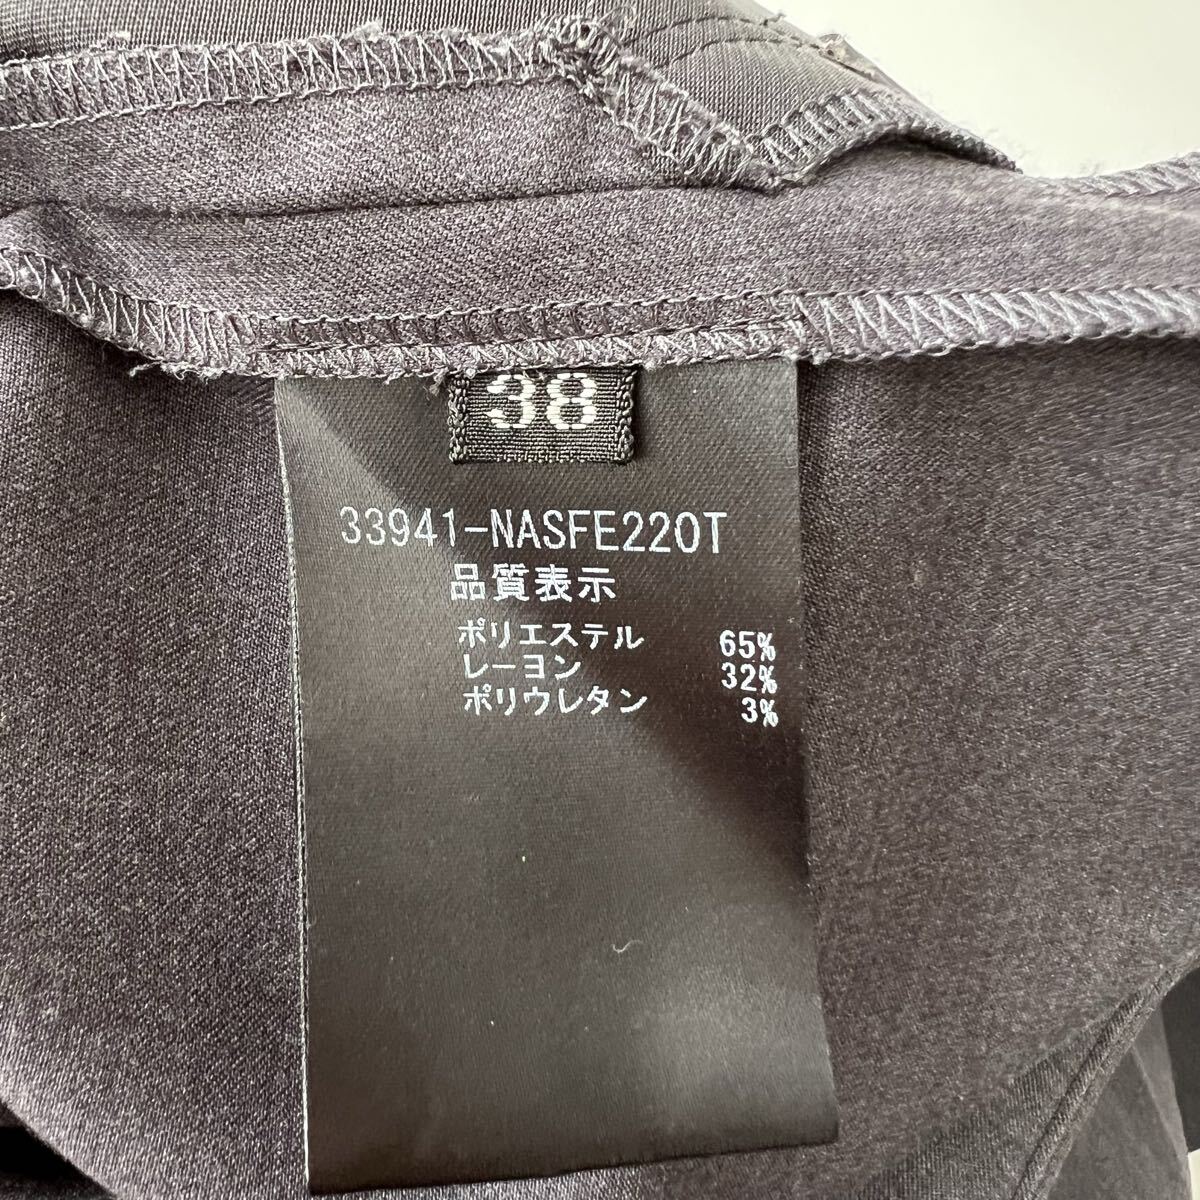 38
33941-NASFE220T
品質表示
ポリエステル 65%
レーヨン 32%
ポリウレタン 3%